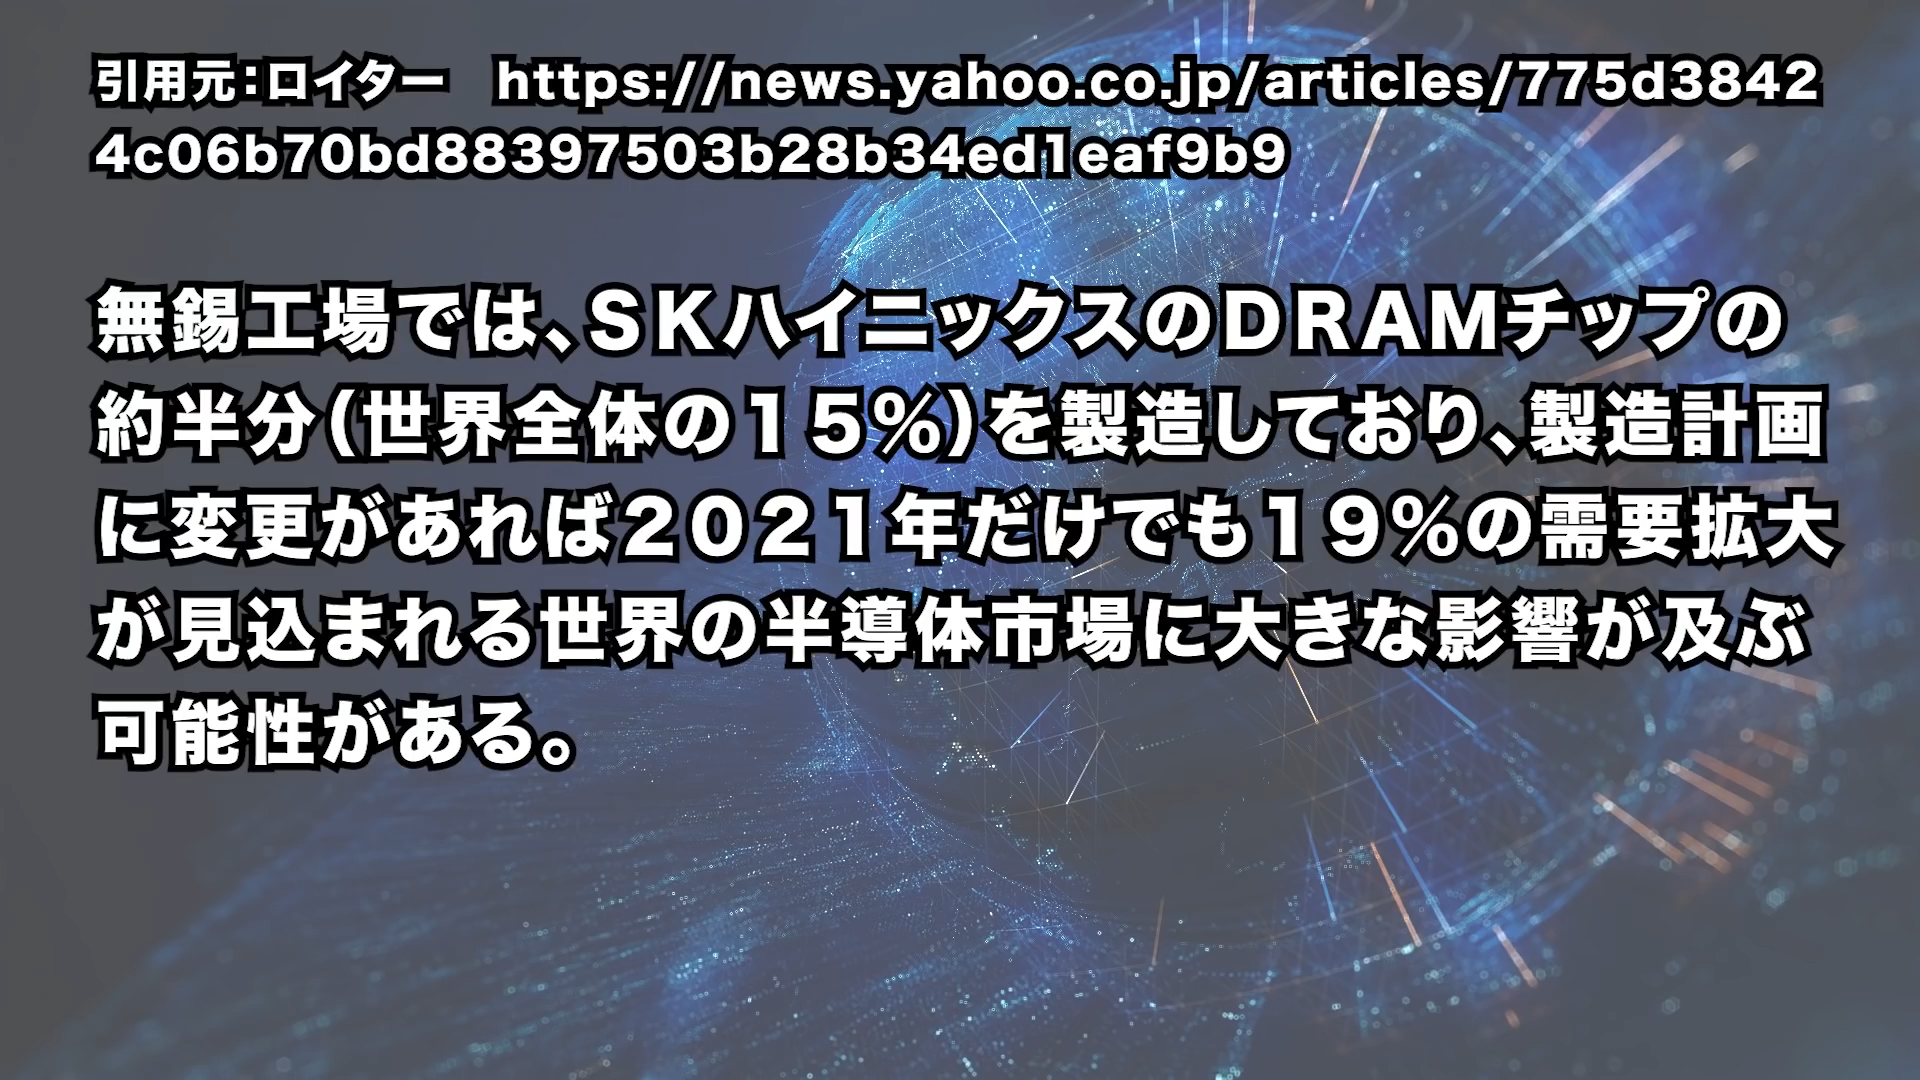 引用元：ロイター　https://news.yahoo.co.jp/articles/775d3842
4c06b70bd88397503b28b34ed1eaf9b9
無錫工場では、ＳＫハイニックスのＤＲＡＭチップの
約半分（世界全体の１５％）を製造しており、製造計画
に変更があれば２０２１年だけでも１９％の需要拡大
が見込まれる世界の半導体市場に大きな影響が及ぶ
可能性がある。